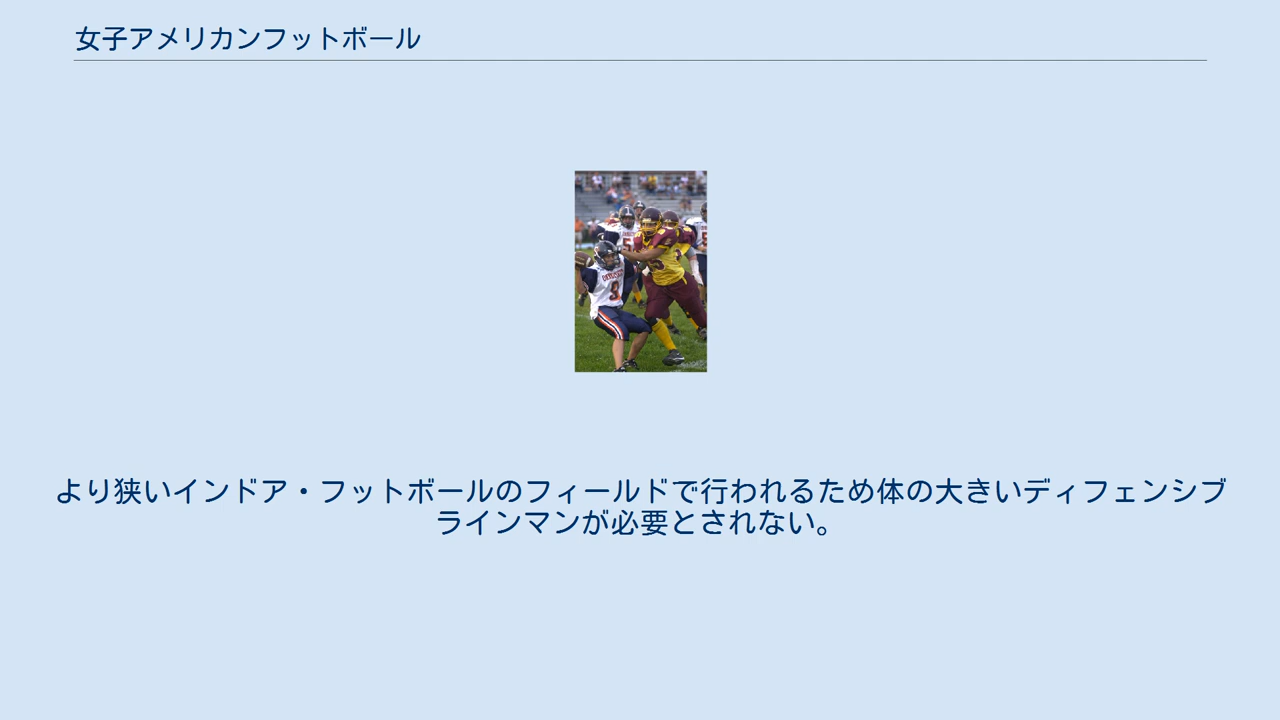 女子アメリカンフットボール
より狭いインドア・フットボールのフィールドで行われるため体の大きいディフェンシブ
ラインマンが必要とされない。